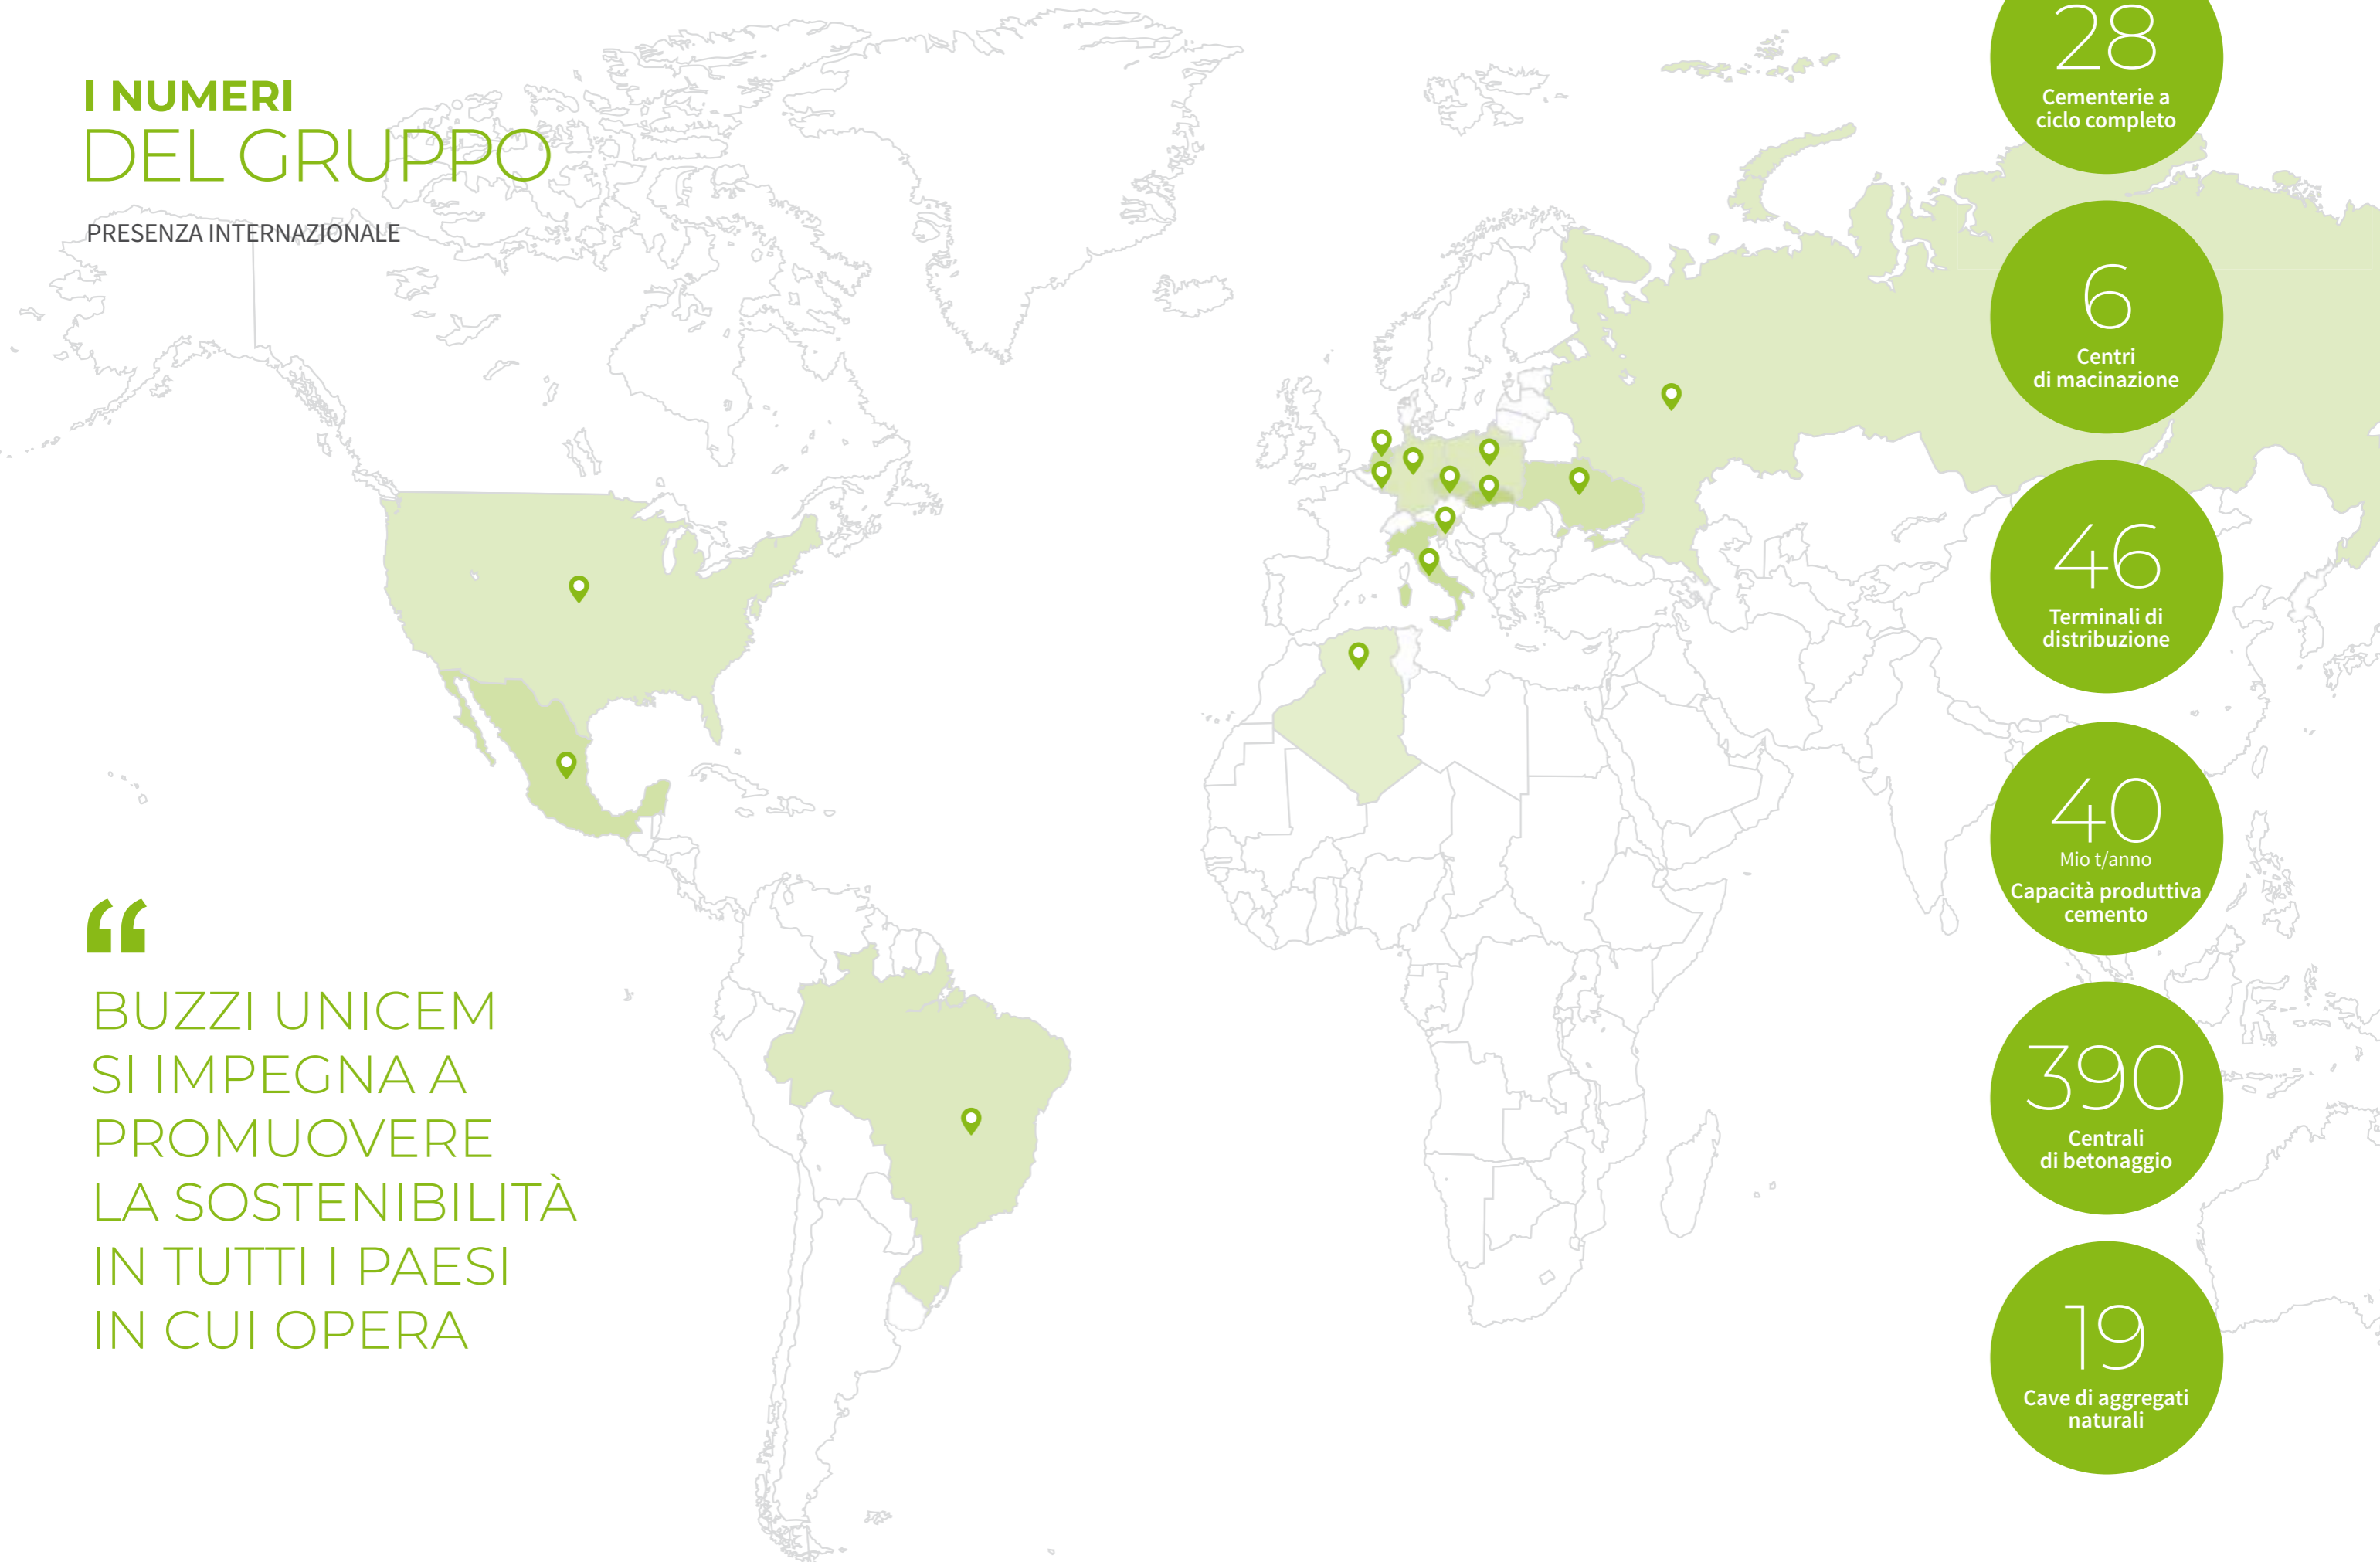 I NUMERI
DEL GRUPPO
PRESENZA INTERNAZIONALE
“
BUZZI UNICEM
SI IMPEGNA A
PROMUOVERE
LA SOSTENIBILITÀ
IN TUTTI I PAESI
IN CUI OPERA
28
Cementerie a
ciclo completo
6
Centri
di macinazione
46
Terminali di
distribuzione
40
Mio t/anno
Capacità produttiva
cemento
390
Centrali
di betonaggio
19
Cave di aggregati
naturali